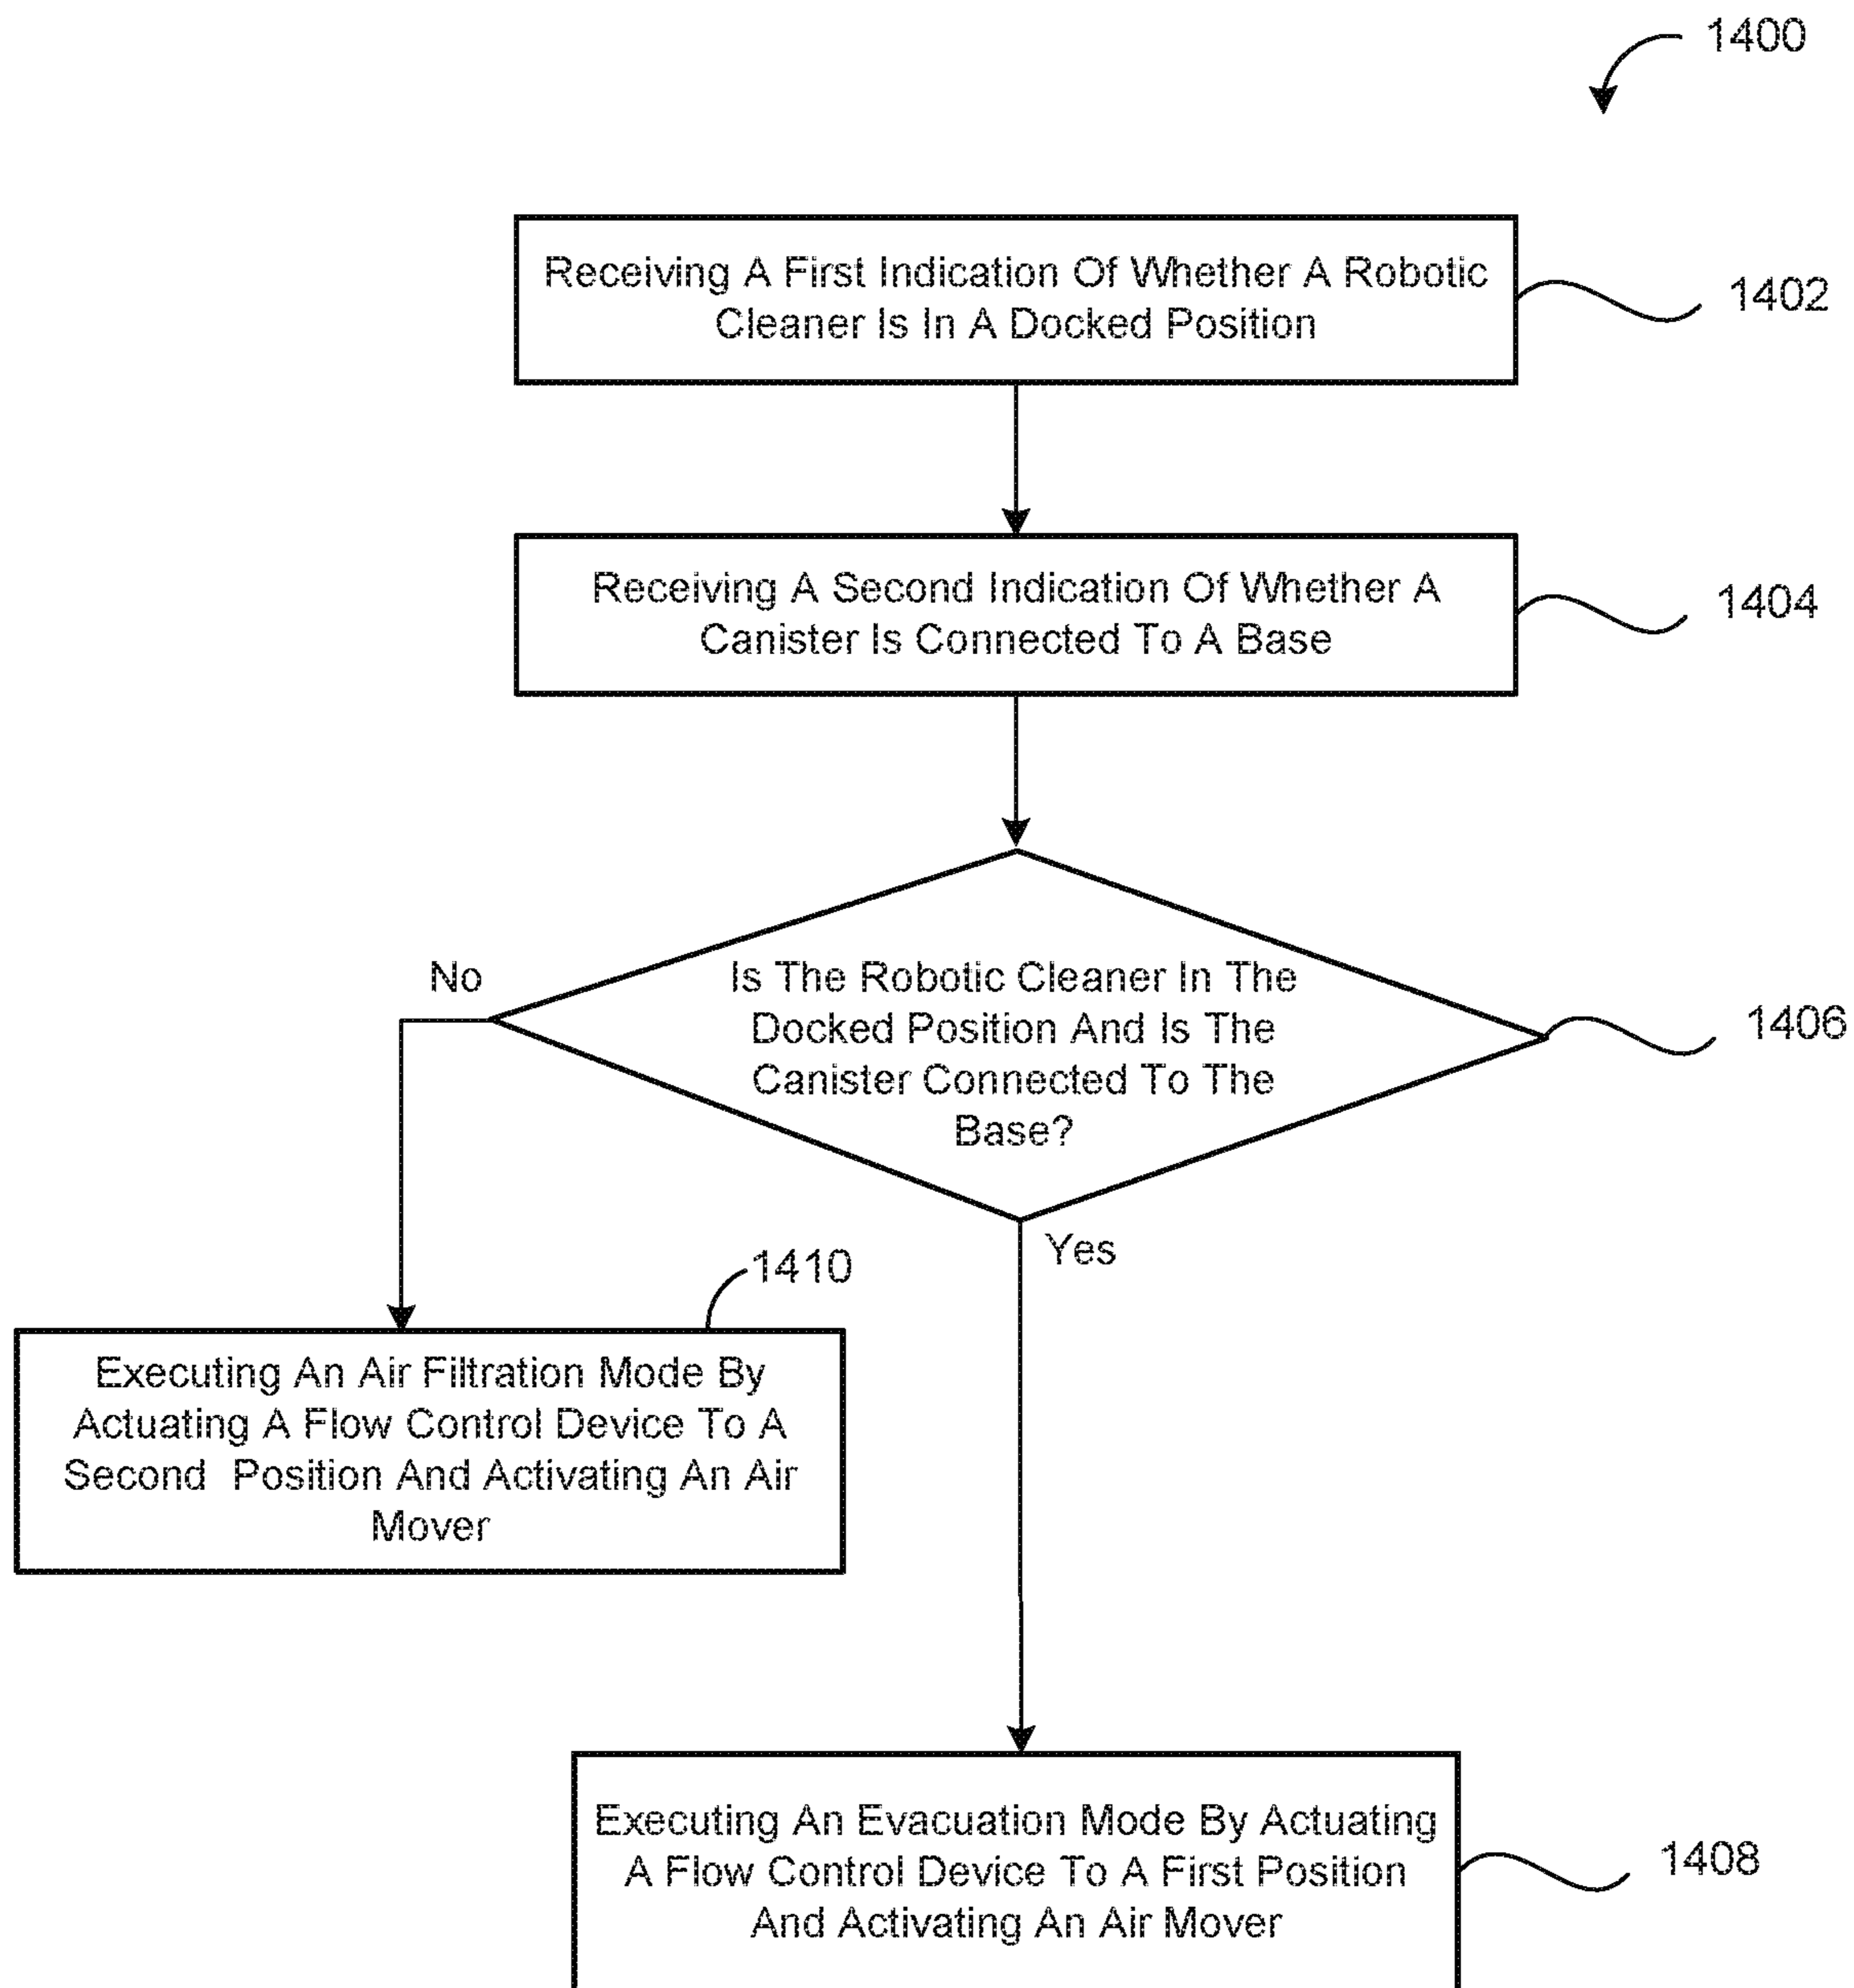 1400
Receiving A First Indication Of Whether A Robotic
Cleaner Is In A Docked Position
1402
Receiving A Second Indication Of Whether A
Canister Is Connected To A Base
1404
No
Is The Robotic Cleaner In The
Docked Position And Is The
Canister Connected To The
Base?
1406
Yes
1410
Executing An Air Filtration Mode By
Actuating A Flow Control Device To A
Second Position And Activating An Air
Mover
Executing An Evacuation Mode By Actuating
A Flow Control Device To A First Position
And Activating An Air Mover
1408